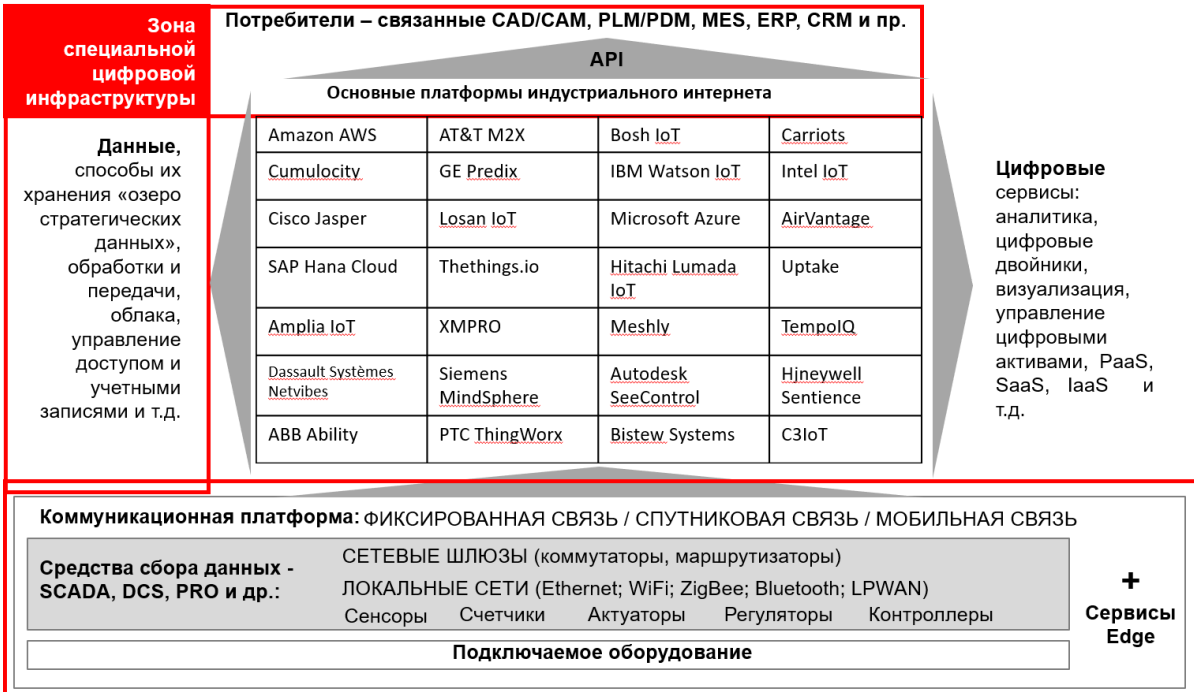 Зона
специальной
цифровой
инфраструктуры
Потребители – связанные CAD/CAM, PLM/PDM, MES, ERP, CRM и пр.
API
Основные платформы индустриального интернета
Данные,
способы их
хранения «озеро
стратегических
данных»,
обработки и
передачи,
облака,
управление
доступом и
учетными
записями и т.д.
Amazon AWS
AT&T M2X
Bosh IoT
Carriots
Cumulocity
GE Predix
IBM Watson IoT
Intel IoT
Cisco Jasper
Losan IoT
Microsoft Azure
AirVantage
SAP Hana Cloud
Thethings.io
Hitachi Lumada
IoT
Uptake
Amplia IoT
XMPRO
Meshly
TempoIQ
Dassault Systèmes
Netvibes
Siemens
MindSphere
Autodesk
SeeControl
Hjneywell
Sentience
ABB Ability
PTC ThingWorx
Bistew Systems
C3IoT
Цифровые
сервисы:
аналитика,
цифровые
двойники,
визуализация,
управление
цифровыми
активами, PaaS,
SaaS, IaaS и
т.д.
Коммуникационная платформа: ФИКСИРОВАННАЯ СВЯЗЬ / СПУТНИКОВАЯ СВЯЗЬ / МОБИЛЬНАЯ СВЯЗЬ
Средства сбора данных -
SCADA, DCS, PRO и др.:
СЕТЕВЫЕ ШЛЮЗЫ (коммутаторы, маршрутизаторы)
ЛОКАЛЬНЫЕ СЕТИ (Ethernet; WiFi; ZigBee; Bluetooth; LPWAN)
Сенсоры Счетчики Актуаторы Регуляторы Контроллеры
Подключаемое оборудование
+
Сервисы
Edge